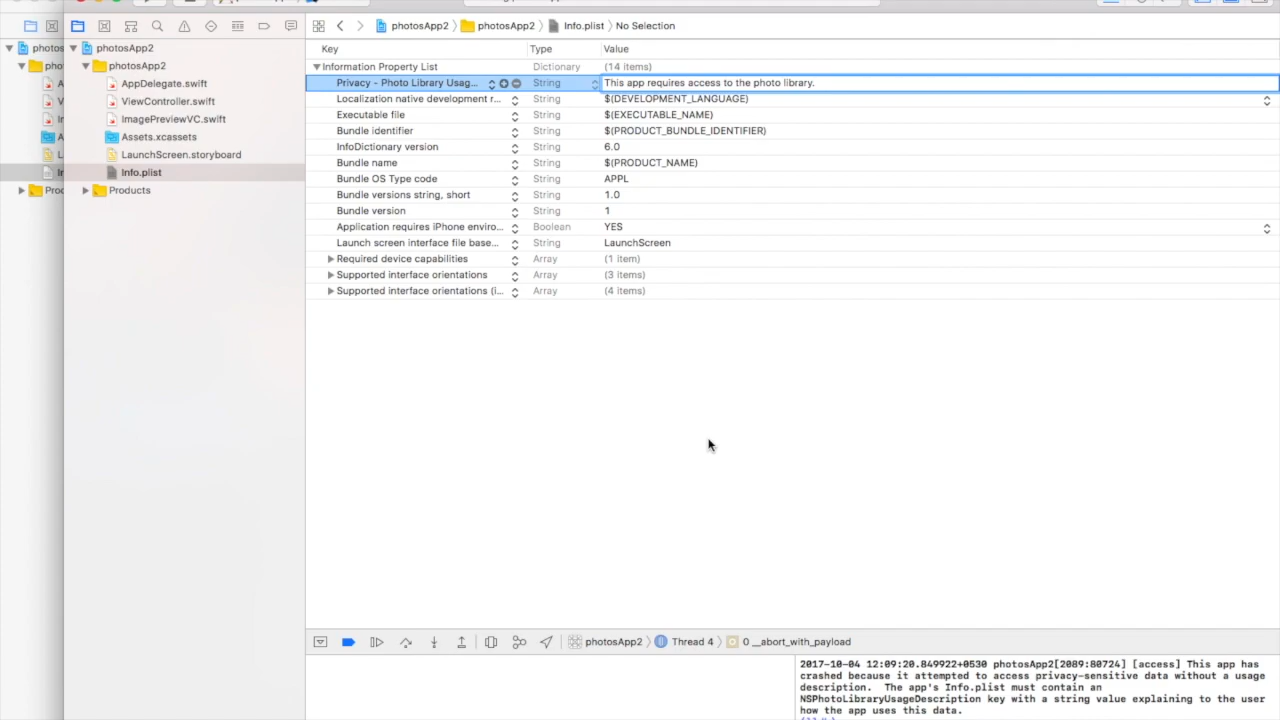 photosApp2 photosApp2 Info.plist No Selection
photos
pho
A
V
Ir
A
L
Ir
Proc
photosApp2
photosApp2
AppDelegate.swift
ViewController.swift
ImagePreviewVC.swift
Assets.xcassets
LaunchScreen.storyboard
Info.plist
Products
Key Type Value
Information Property List Dictionary (14 items)
Privacy - Photo Library Usag... String This app requires access to the photo library.
Localization native development r... String $(DEVELOPMENT_LANGUAGE)
Executable file String $(EXECUTABLE_NAME)
Bundle identifier String $(PRODUCT_BUNDLE_IDENTIFIER)
InfoDictionary version String 6.0
Bundle name String $(PRODUCT_NAME)
Bundle OS Type code String APPL
Bundle versions string, short String 1.0
Bundle version String 1
Application requires iPhone enviro... Boolean YES
Launch screen interface file base... String LaunchScreen
Required device capabilities Array (1 item)
Supported interface orientations Array (3 items)
Supported interface orientations (i... Array (4 items)
photosApp2 Thread 4 0 __abort_with_payload
2017-10-04 12:09:20.849922+0530 photosApp2[2089:80724] [access] This app has
crashed because it attempted to access privacy-sensitive data without a usage
description. The app's Info.plist must contain an
NSPhotoLibraryUsageDescription key with a string value explaining to the user
how the app uses this data.